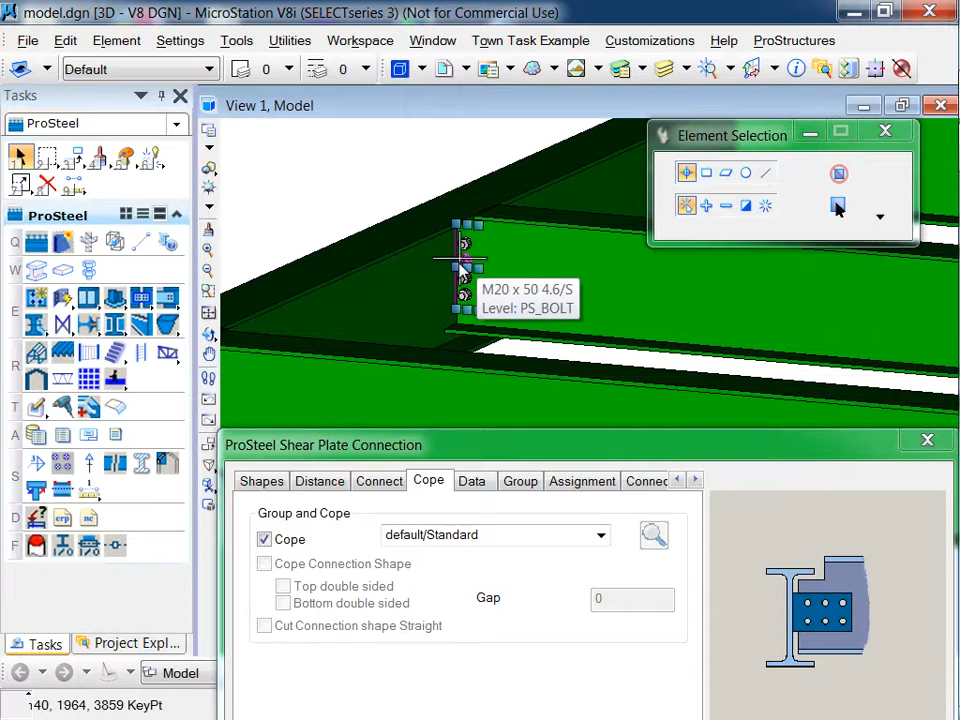 model.dgn [3D - V8 DGN] - MicroStation V8i (SELECTseries 3) (Not for Commercial Use)
File Edit Element Settings Tools Utilities Workspace Window Town Task Example Customizations Help ProStructures
Default 0 0
Tasks
View 1, Model
ProSteel
Element Selection
ProSteel
Q
W
R
T
A
S
D
F
M20 x 50 4.6/S
Level: PS_BOLT
ProSteel Shear Plate Connection
Shapes Distance Connect Cope Data Group Assignment Connec
Group and Cope
Cope default/Standard
Cope Connection Shape
Top double sided
Bottom double sided
Gap 0
Cut Connection shape Straight
Tasks Project Expl...
Model
40, 1964, 3859 KeyPt